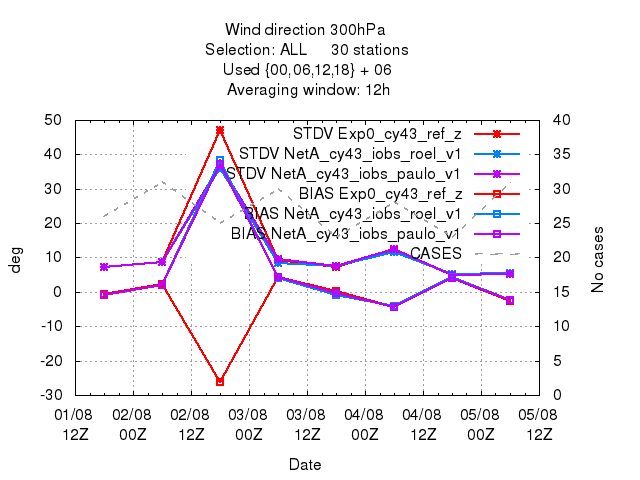 Wind direction 300hPa
Selection: ALL 30 stations
Used {00,06,12,18} + 06
Averaging window: 12h
STDV Exp0_cy43_ref_z
STDV NetA_cy43_iobs_roel_v1
STDV NetA_cy43_iobs_paulo_v1
BIAS Exp0_cy43_ref_z
BIAS NetA_cy43_iobs_roel_v1
BIAS NetA_cy43_iobs_paulo_v1
CASES
deg
50
40
30
20
10
0
-10
-20
-30
No cases
40
35
30
25
20
15
10
5
0
01/08 02/08 02/08 03/08 03/08 04/08 04/08 05/08 05/08
12Z 00Z 12Z 00Z 12Z 00Z 12Z 00Z 12Z
Date